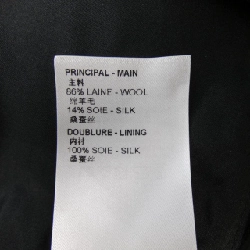 PRINCIPAL - MAIN
主料
86% LAINE - WOOL
绵羊毛
14% SOIE - SILK
桑蚕丝
DOUBLURE - LINING
内衬
100% SOIE - SILK
桑蚕丝